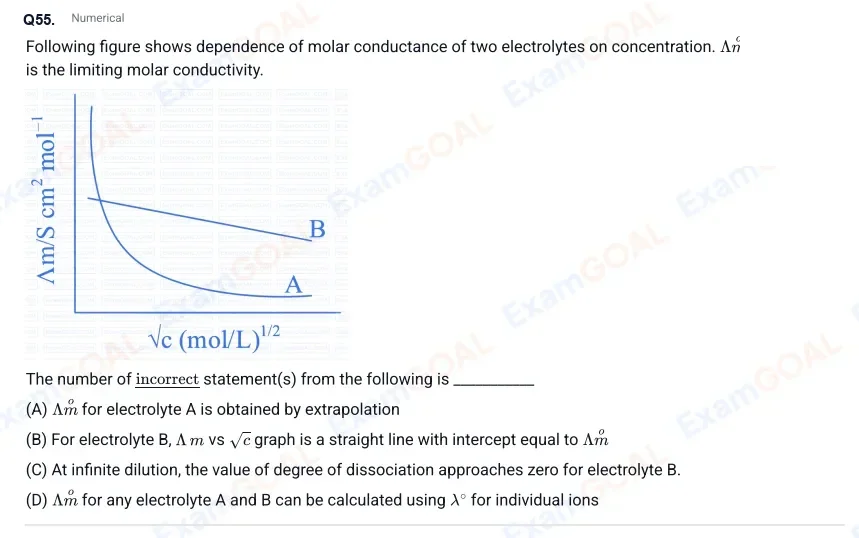 Q55. Numerical
Following figure shows dependence of molar conductance of two electrolytes on concentration. Λn̊ᶜ
is the limiting molar conductivity.
Λm/S cm² mol⁻¹
B
A
√c (mol/L)^1/2
The number of incorrect statement(s) from the following is ___________
(A) Λm̊ for electrolyte A is obtained by extrapolation
(B) For electrolyte B, Λ m vs √c graph is a straight line with intercept equal to Λm̊
(C) At infinite dilution, the value of degree of dissociation approaches zero for electrolyte B.
(D) Λm̊ for any electrolyte A and B can be calculated using λ° for individual ions
ExamGOAL